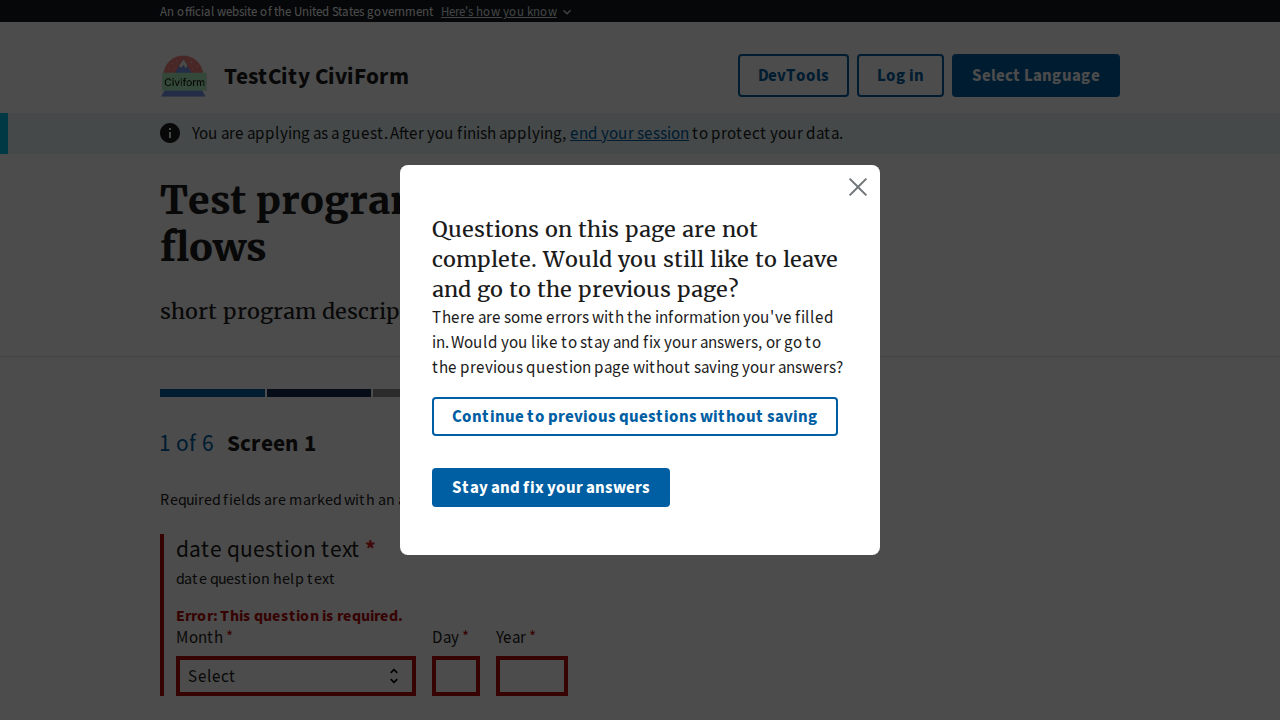 An official website of the United States government Here's how you know
Civiform
TestCity CiviForm
DevTools
Log in
Select Language
You are applying as a guest. After you finish applying, end your session to protect your data.
Test program
flows
short program descrip
1 of 6 Screen 1
Required fields are marked with an
date question text *
date question help text
Error: This question is required.
Month * Day * Year *
Select
Questions on this page are not
complete. Would you still like to leave
and go to the previous page?
There are some errors with the information you've filled
in. Would you like to stay and fix your answers, or go to
the previous question page without saving your answers?
Continue to previous questions without saving
Stay and fix your answers